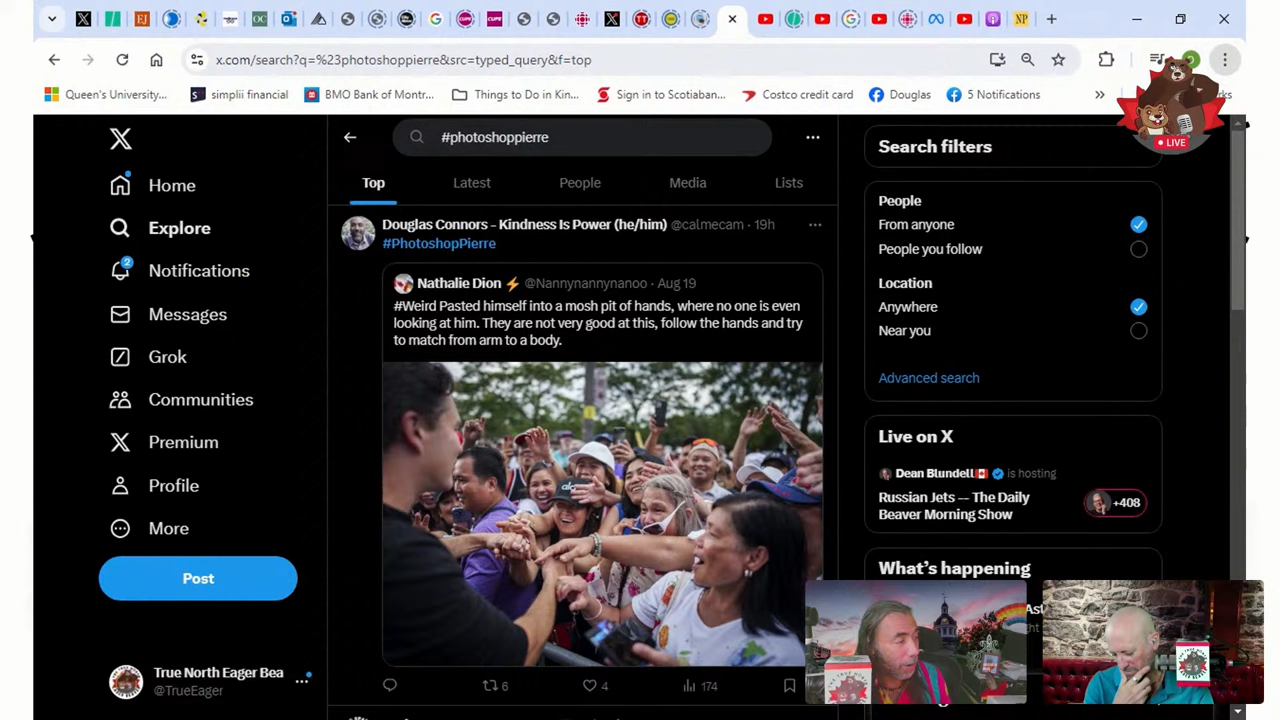 x.com/search?q=%23photoshoppierre&src=typed_query&f=top
Queen's University...
simplii financial
BMO Bank of Montr...
Things to Do in Kin...
Sign in to Scotiaban...
Costco credit card
Douglas
5 Notifications
LIVE
Home
Explore
Notifications
2
Messages
Grok
Communities
Premium
Profile
More
Post
True North Eager Bea
@TrueEager
#photoshoppierre
Top
Latest
People
Media
Lists
Douglas Connors - Kindness Is Power (he/him) @calmecam · 19h
#PhotoshopPierre
Nathalie Dion ⚡ @Nannynannynanoo · Aug 19
#Weird Pasted himself into a mosh pit of hands, where no one is even
looking at him. They are not very good at this, follow the hands and try
to match from arm to a body.
6
4
174
Search filters
People
From anyone
People you follow
Location
Anywhere
Near you
Advanced search
Live on X
Dean Blundell is hosting
Russian Jets –– The Daily
Beaver Morning Show
+408
What's happening